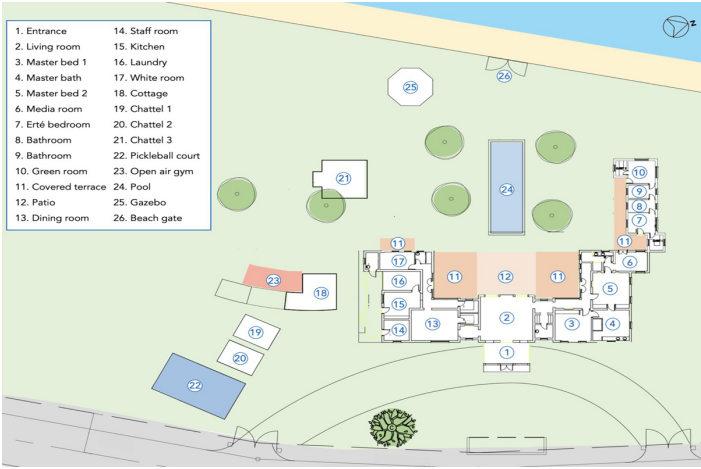 1. Entrance
2. Living room
3. Master bed 1
4. Master bath
5. Master bed 2
6. Media room
7. Erté bedroom
8. Bathroom
9. Bathroom
10. Green room
11. Covered terrace
12. Patio
13. Dining room
14. Staff room
15. Kitchen
16. Laundry
17. White room
18. Cottage
19. Chattel 1
20. Chattel 2
21. Chattel 3
22. Pickleball court
23. Open air gym
24. Pool
25. Gazebo
26. Beach gate
N
26
25
10
21
9
24
8
7
11
11
17
6
23
16
11
12
11
5
18
15
19
14
13
2
3
4
20
1
22